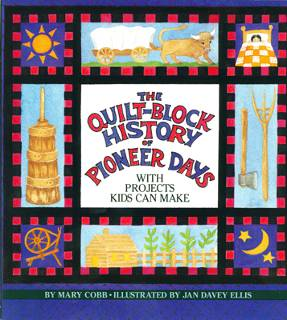 THE
QUILT-BLOCK
HISTORY
OF
PIONEER DAYS
WITH
PROJECTS
KIDS CAN MAKE
BY MARY COBB · ILLUSTRATED BY JAN DAVEY ELLIS